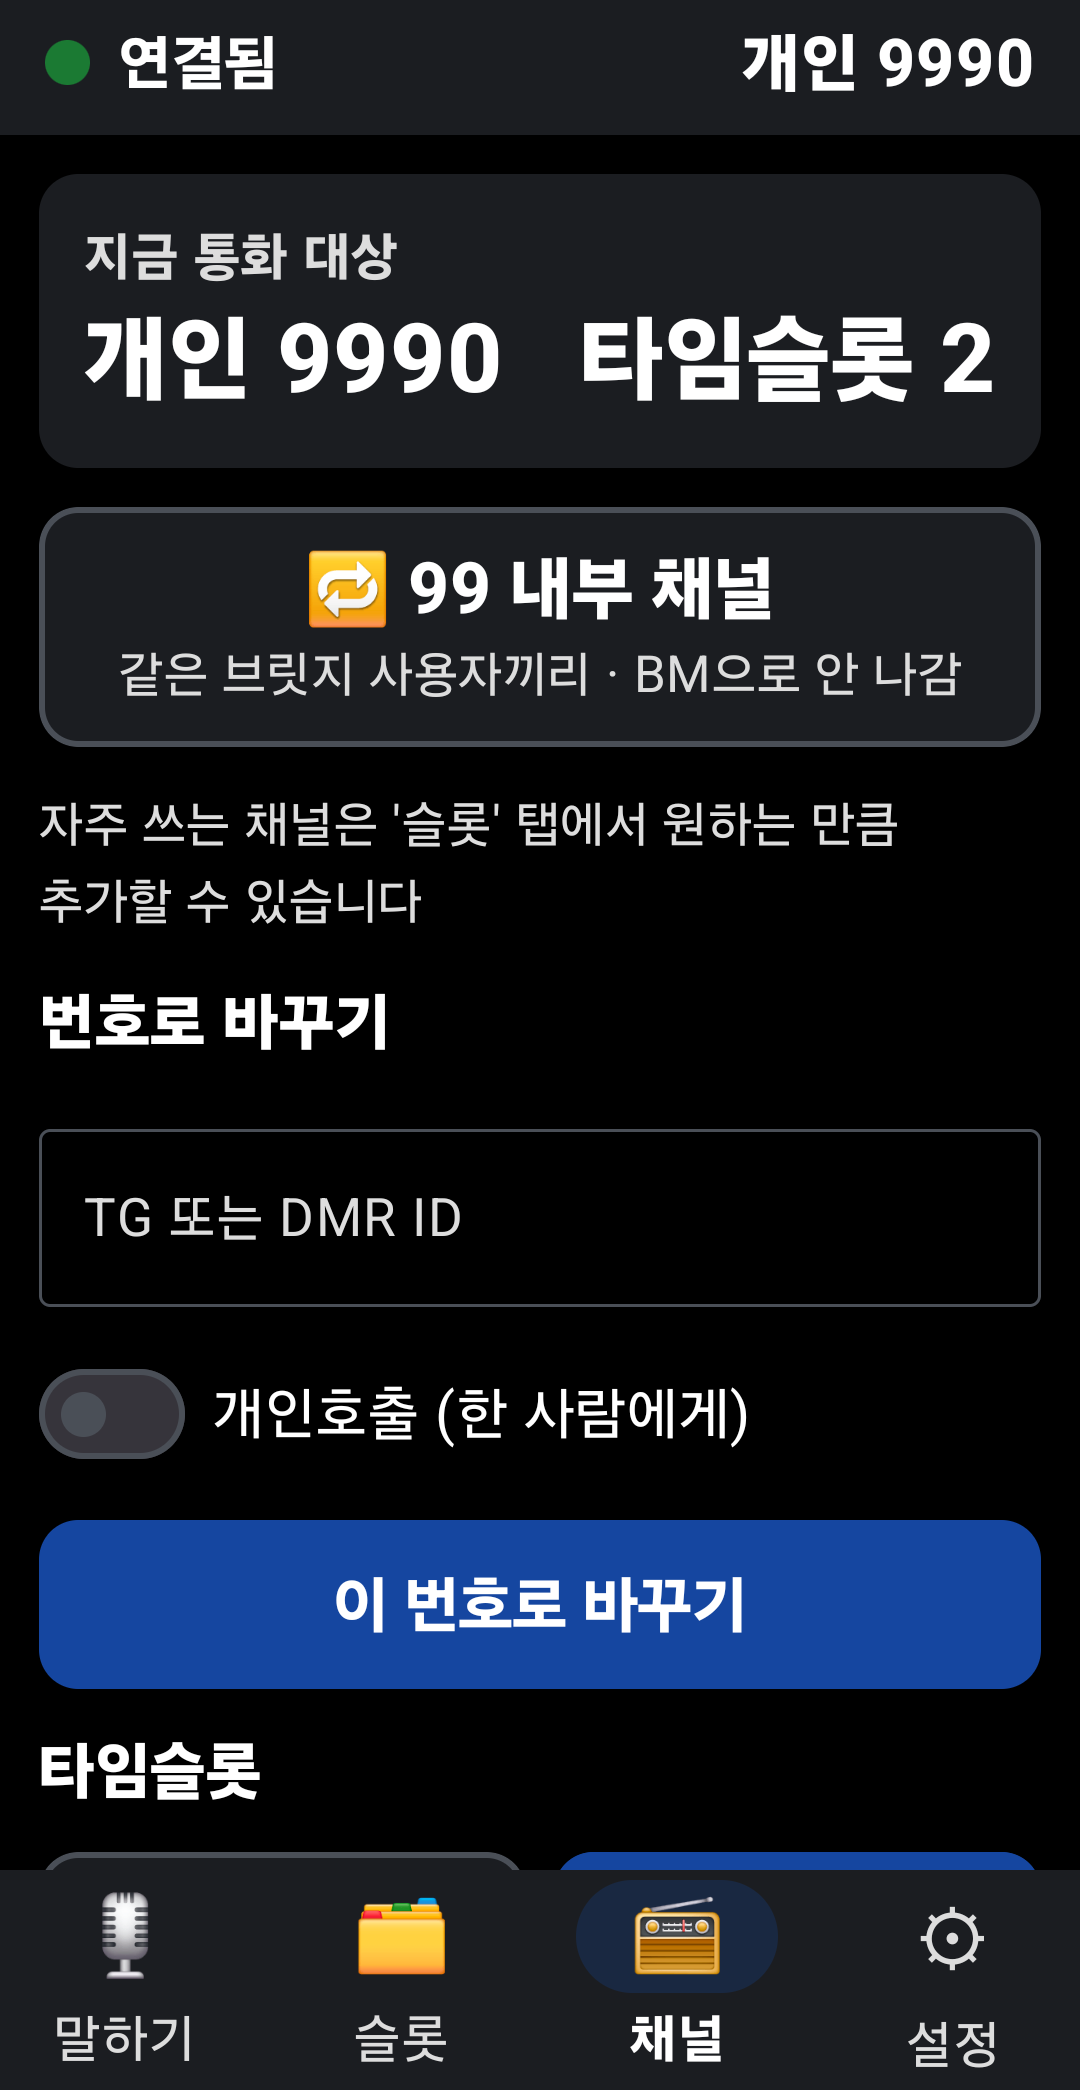 연결됨
개인 9990
지금 통화 대상
개인 9990 타임슬롯 2
99 내부 채널
같은 브릿지 사용자끼리 · BM으로 안 나감
자주 쓰는 채널은 '슬롯' 탭에서 원하는 만큼
추가할 수 있습니다
번호로 바꾸기
TG 또는 DMR ID
개인호출 (한 사람에게)
이 번호로 바꾸기
타임슬롯
말하기
슬롯
채널
설정